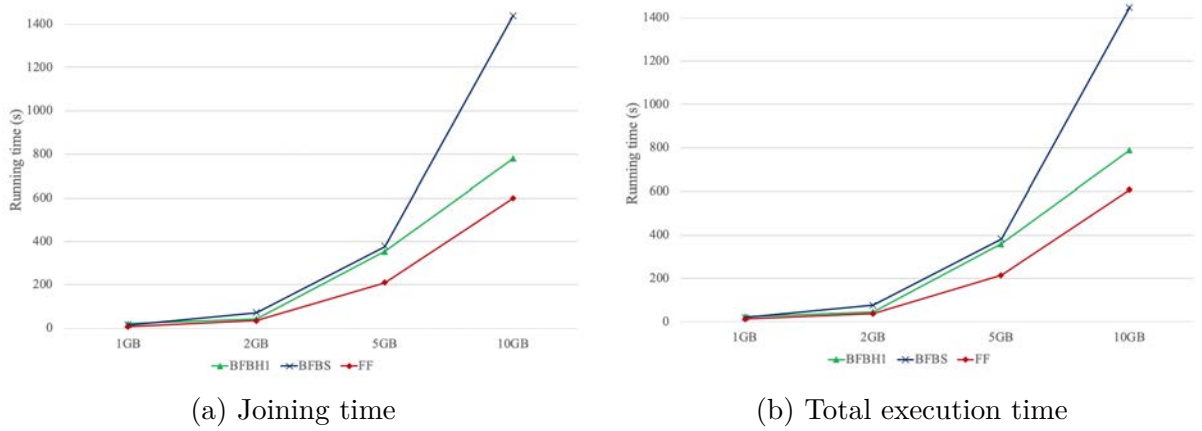 1400
1200
1000
800
600
400
200
0
Running time (s)
1GB 2GB 5GB 10GB
BFBH1 BFBS FF
(a) Joining time
1400
1200
1000
800
600
400
200
0
Running time (s)
1GB 2GB 5GB 10GB
BFBH1 BFBS FF
(b) Total execution time